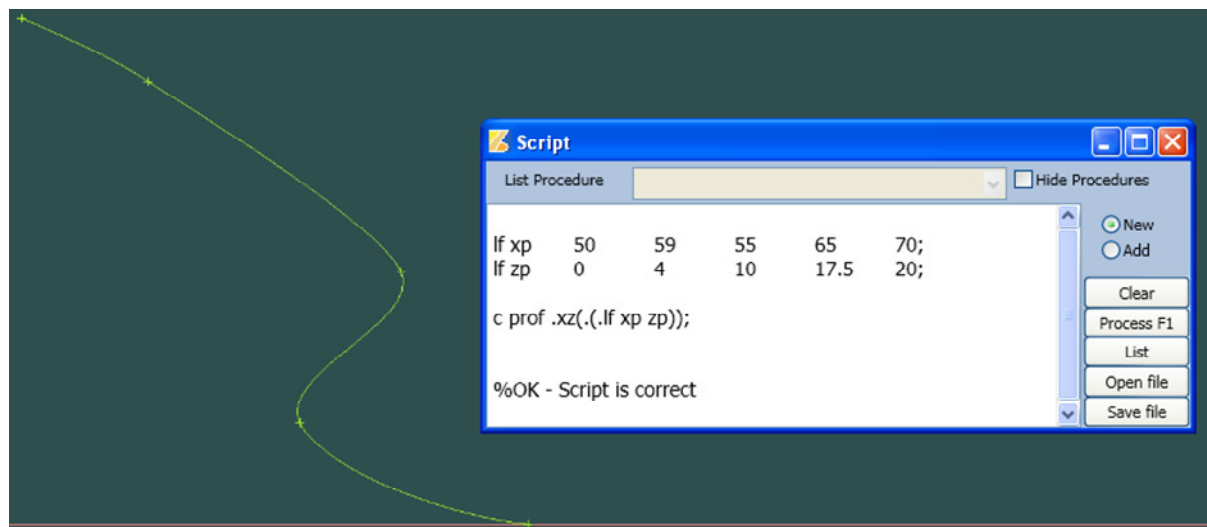 Script
List Procedure
Hide Procedures
lf xp 50 59 55 65 70;
lf zp 0 4 10 17.5 20;
c prof .xz(.(.lf xp zp));
%OK - Script is correct
New
Add
Clear
Process F1
List
Open file
Save file